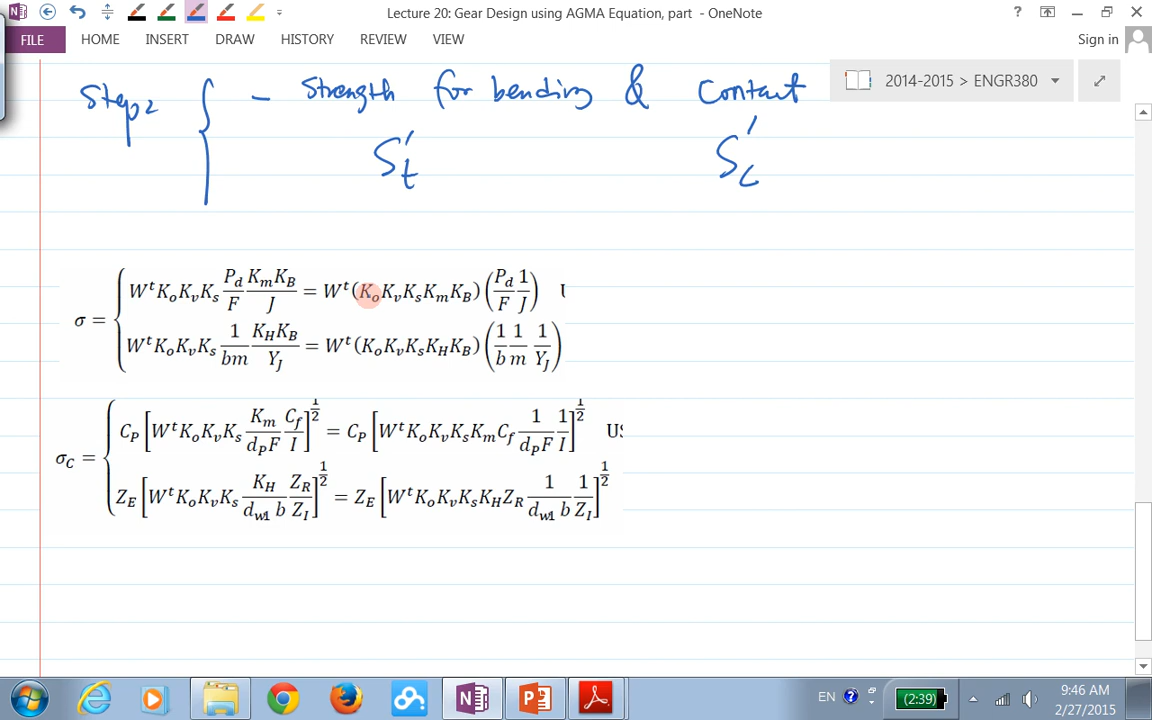 Lecture 20: Gear Design using AGMA Equation, part - OneNote
FILE HOME INSERT DRAW HISTORY REVIEW VIEW Sign in
2014-2015 > ENGR380
Step2 { – Strength for bending & Contact
S't S'c
σ = { W^t K_o K_v K_s (P_d/F) (K_m K_B/J) = W^t (K_o K_v K_s K_m K_B) (P_d/F 1/J) U
W^t K_o K_v K_s (1/bm) (K_H K_B/Y_J) = W^t (K_o K_v K_s K_H K_B) (1/b 1/m 1/Y_J)
σ_C = { C_P [W^t K_o K_v K_s (K_m/d_P F) (C_f/I)]^(1/2) = C_P [W^t K_o K_v K_s K_m C_f (1/d_P F) (1/I)]^(1/2) US
Z_E [W^t K_o K_v K_s (K_H/d_w1 b) (Z_R/Z_I)]^(1/2) = Z_E [W^t K_o K_v K_s K_H Z_R (1/d_w1 b) (1/Z_I)]^(1/2)
EN (2:39) 9:46 AM
2/27/2015